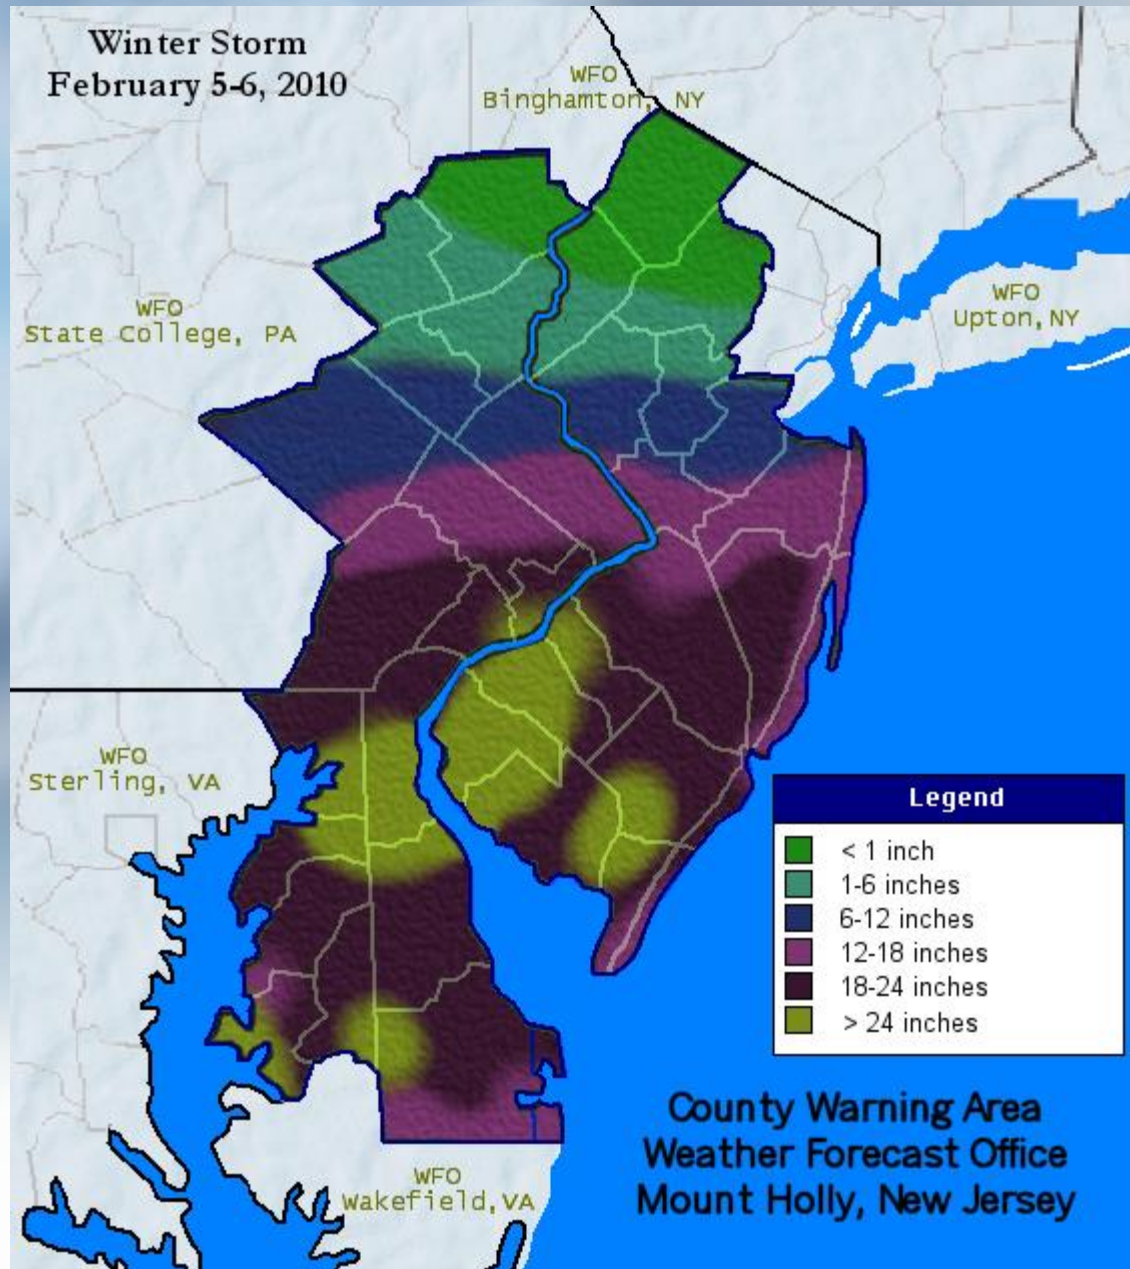 Winter Storm
February 5-6, 2010
WFO
Binghamton, NY
WFO
State College, PA
WFO
Upton, NY
WFO
Sterling, VA
Legend
< 1 inch
1-6 inches
6-12 inches
12-18 inches
18-24 inches
> 24 inches
County Warning Area
Weather Forecast Office
Mount Holly, New Jersey
WFO
Wakefield, VA